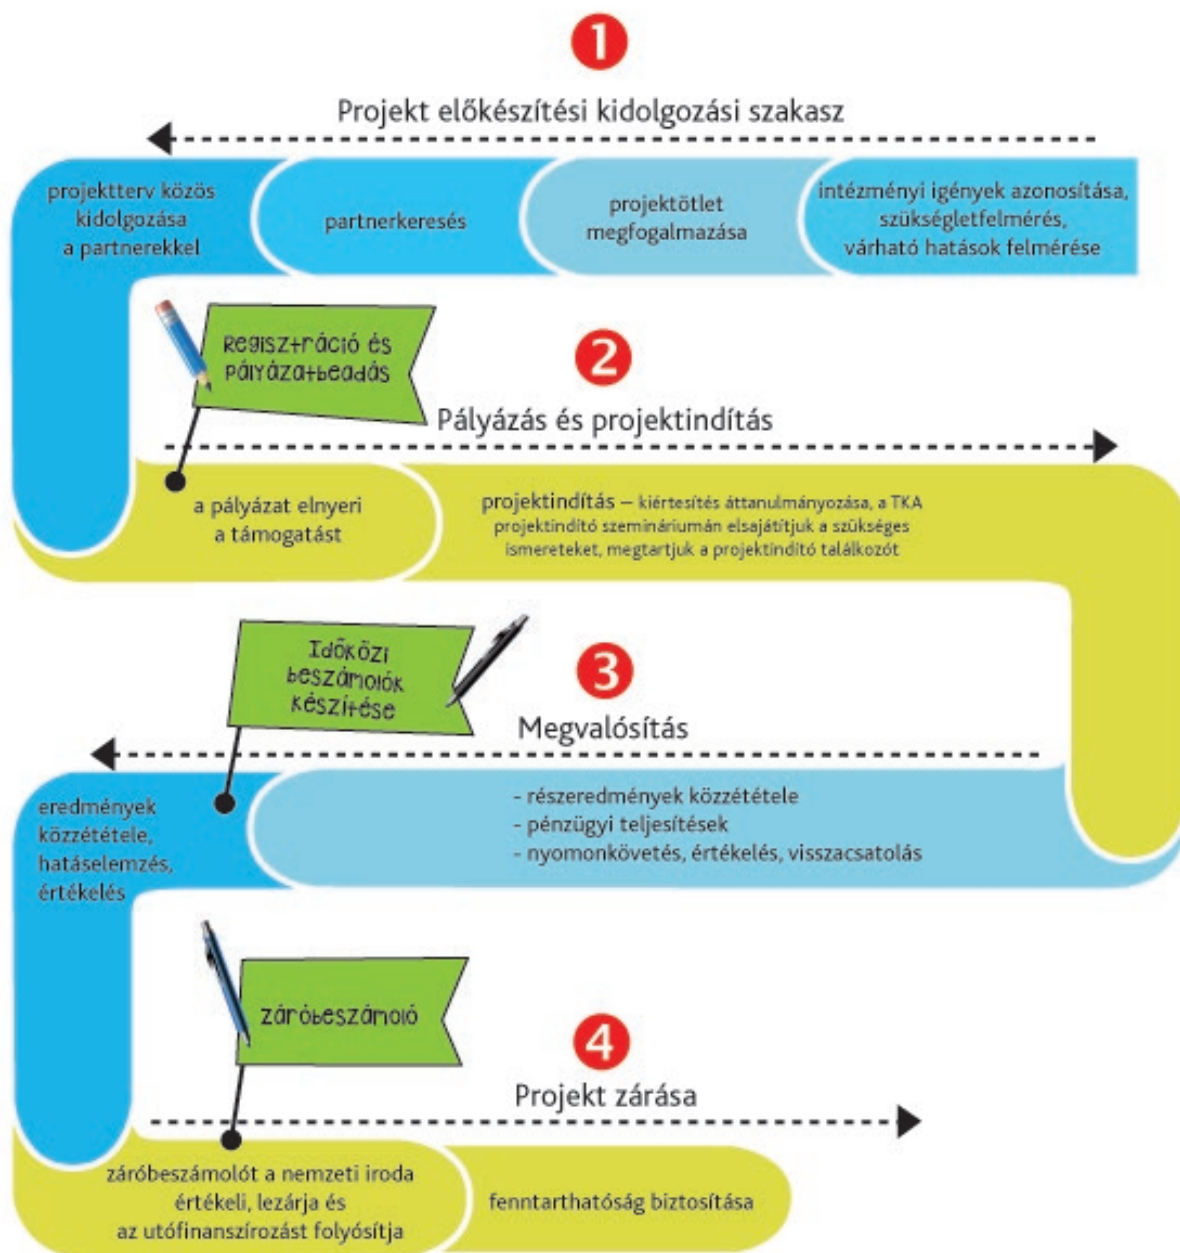 1
Projekt előkészítési kidolgozási szakasz
intézményi igények azonosítása,
szükségletfelmérés,
várható hatások felmérése
projektötlet
megfogalmazása
partnerkeresés
projektterv közös
kidolgozása
a partnerekkel
Regisztráció és
pályázatbeadás
2
Pályázás és projektindítás
a pályázat elnyeri
a támogatást
projektindítás – kiértesítés áttanulmányozása, a TKA
projektindító szemináriumán elsajátítjuk a szükséges
ismereteket, megtartjuk a projektindító találkozót
Időközi
beszámolók
készítése
3
Megvalósítás
- részeredmények közzététele
- pénzügyi teljesítések
- nyomonkövetés, értékelés, visszacsatolás
eredmények
közzététele,
hatáselemzés,
értékelés
záróbeszámoló
4
Projekt zárása
záróbeszámolót a nemzeti iroda
értékeli, lezárja és
az utófinanszírozást folyósítja
fenntarthatóság biztosítása